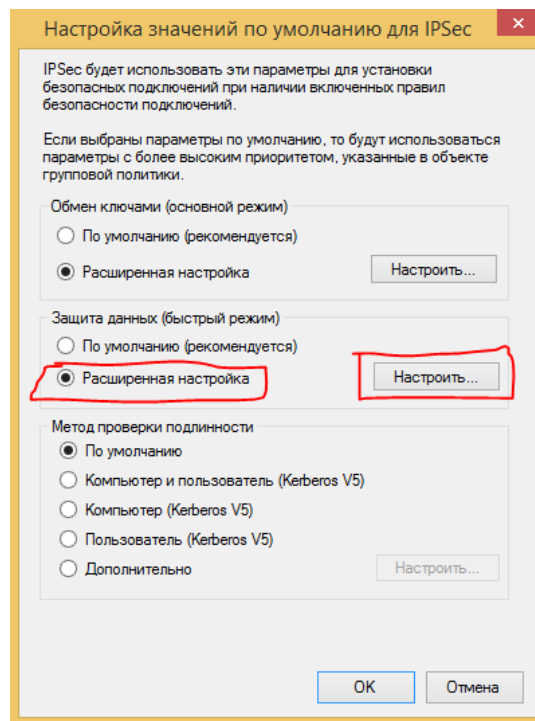 Настройка значений по умолчанию для IPSec
IPSec будет использовать эти параметры для установки
безопасных подключений при наличии включенных правил
безопасности подключений.
Если выбраны параметры по умолчанию, то будут использоваться
параметры с более высоким приоритетом, указанные в объекте
групповой политики.
Обмен ключами (основной режим)
По умолчанию (рекомендуется)
Расширенная настройка
Настроить...
Защита данных (быстрый режим)
По умолчанию (рекомендуется)
Расширенная настройка
Настроить...
Метод проверки подлинности
По умолчанию
Компьютер и пользователь (Kerberos V5)
Компьютер (Kerberos V5)
Пользователь (Kerberos V5)
Дополнительно
Настроить...
OK
Отмена